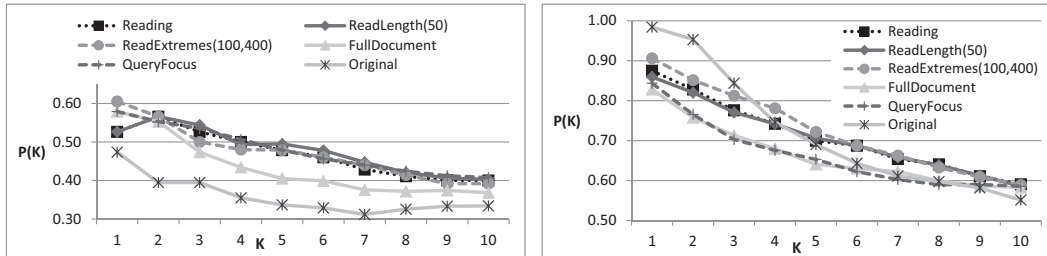 Reading ReadLength(50)
ReadExtremes(100,400) FullDocument
QueryFocus Original
0.60
0.50
P(K)
0.40
0.30
1 2 3 4 5 6 7 8 9 10
K
1.00
0.90
0.80
P(K)
0.70
0.60
0.50
Reading
ReadLength(50)
ReadExtremes(100,400)
FullDocument
QueryFocus
Original
1 2 3 4 5 6 7 8 9 10
K